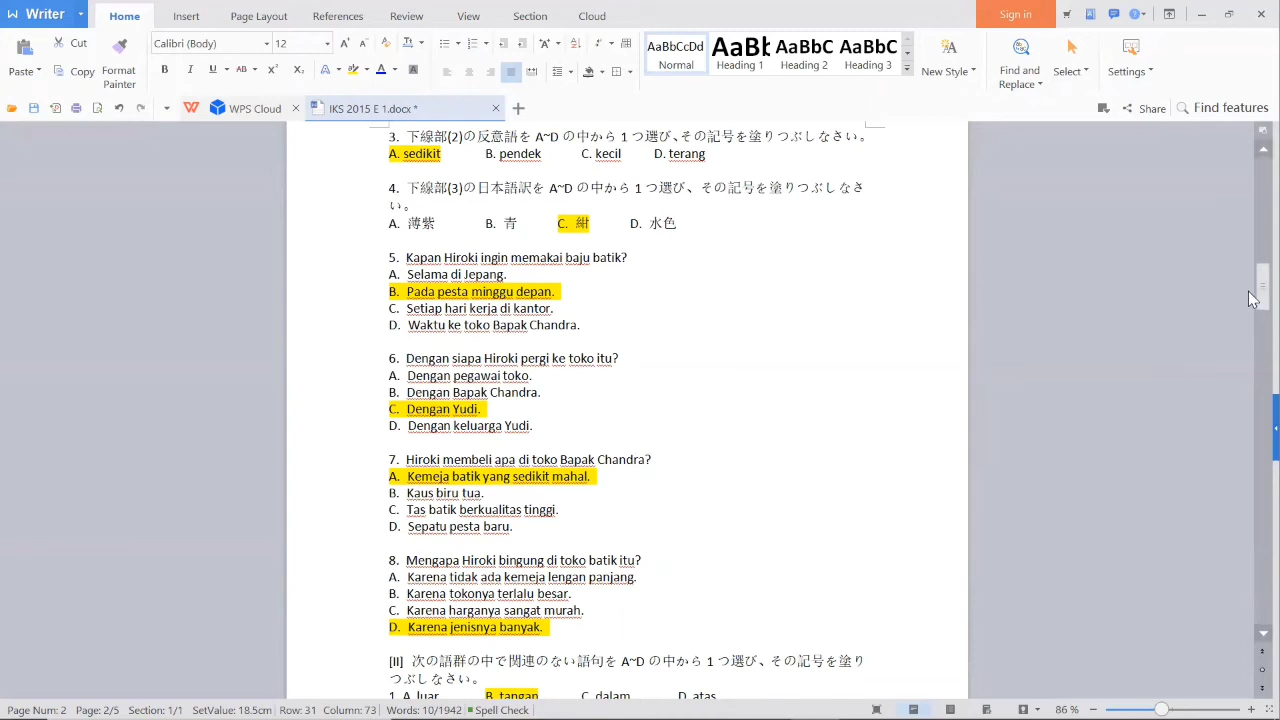 Writer Home Insert Page Layout References Review View Section Cloud Sign in
Cut Calibri (Body) 12 AaBbCcDd AaBb AaBbC AaBbC
Paste Copy Format Painter B I U Normal Heading 1 Heading 2 Heading 3 New Style Find and Replace Select Settings
WPS Cloud IKS 2015 E 1.docx * Share Find features
3. 下線部(2)の反意語を A~D の中から 1 つ選び、その記号を塗りつぶしなさい。
A. sedikit B. pendek C. kecil D. terang
4. 下線部(3)の日本語訳を A~D の中から 1 つ選び、その記号を塗りつぶしなさ
い。
A. 薄紫 B. 青 C. 紺 D. 水色
5. Kapan Hiroki ingin memakai baju batik?
A. Selama di Jepang.
B. Pada pesta minggu depan.
C. Setiap hari kerja di kantor.
D. Waktu ke toko Bapak Chandra.
6. Dengan siapa Hiroki pergi ke toko itu?
A. Dengan pegawai toko.
B. Dengan Bapak Chandra.
C. Dengan Yudi.
D. Dengan keluarga Yudi.
7. Hiroki membeli apa di toko Bapak Chandra?
A. Kemeja batik yang sedikit mahal.
B. Kaus biru tua.
C. Tas batik berkualitas tinggi.
D. Sepatu pesta baru.
8. Mengapa Hiroki bingung di toko batik itu?
A. Karena tidak ada kemeja lengan panjang.
B. Karena tokonya terlalu besar.
C. Karena harganya sangat murah.
D. Karena jenisnya banyak.
[II] 次の語群の中で関連のない語句を A~D の中から 1 つ選び、その記号を塗り
つぶしなさい。
1. A. luar B. tangan C. dalam D. atas
Page Num: 2 Page: 2/5 Section: 1/1 SetValue: 18.5cm Row: 31 Column: 73 Words: 10/1942 Spell Check 86 %